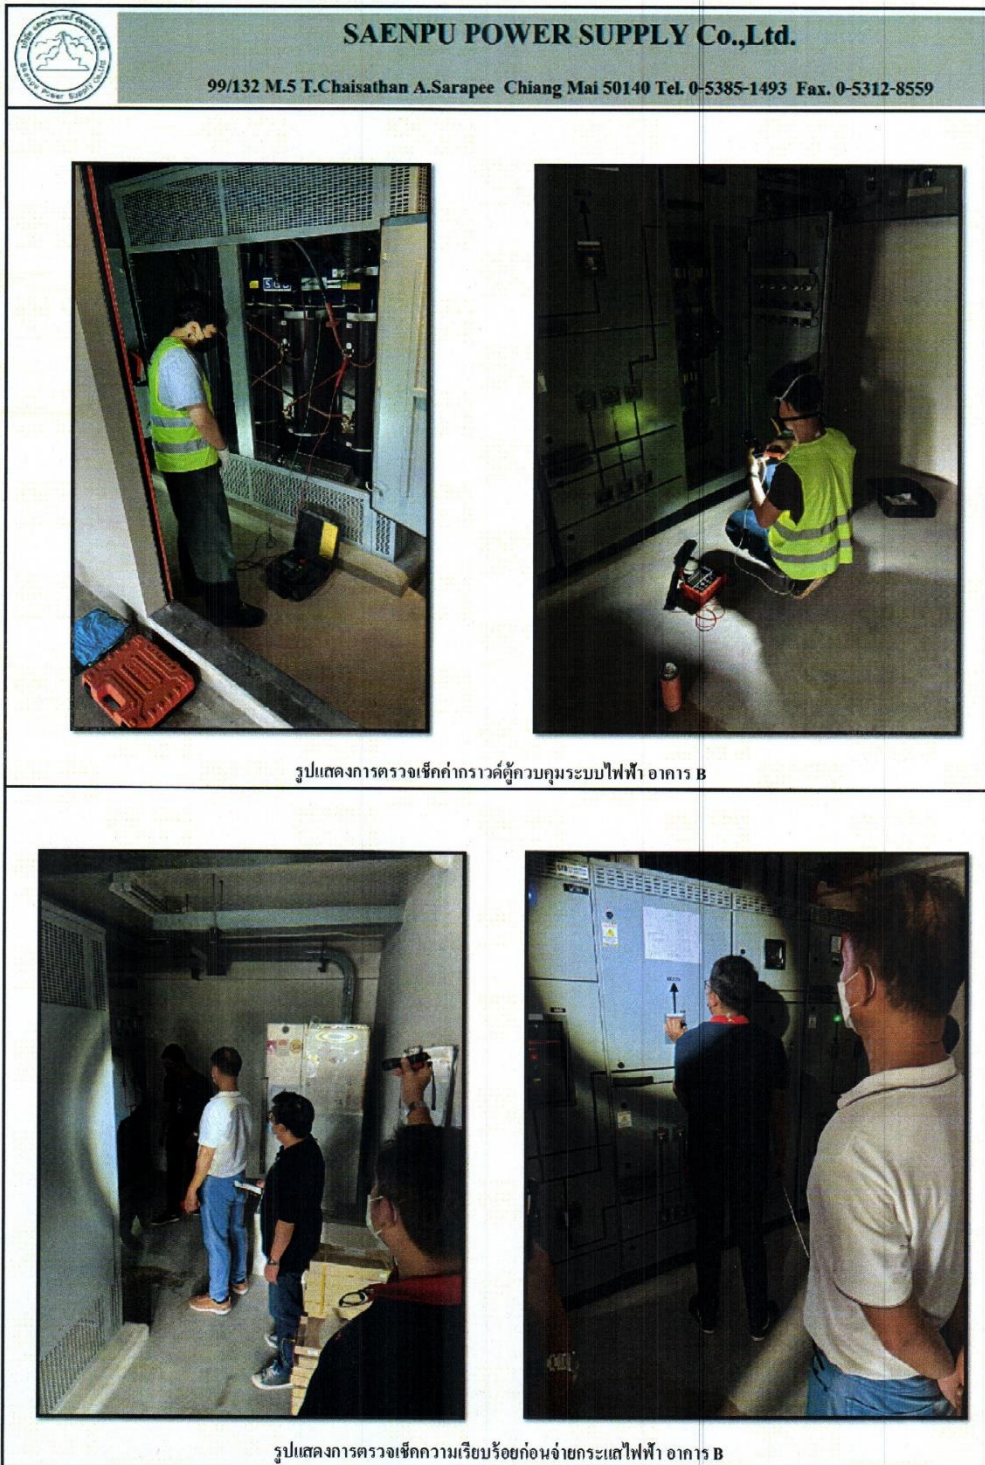 SAENPU POWER SUPPLY Co.,Ltd.
99/132 M.5 T.Chaisathan A.Sarapee Chiang Mai 50140 Tel. 0-5385-1493 Fax. 0-5312-8559
รูปแสดงการตรวจเช็คค่ากราวด์ตู้ควบคุมระบบไฟฟ้า อาคาร B
รูปแสดงการตรวจเช็คความเรียบร้อยก่อนจ่ายกระแสไฟฟ้า อาคาร B